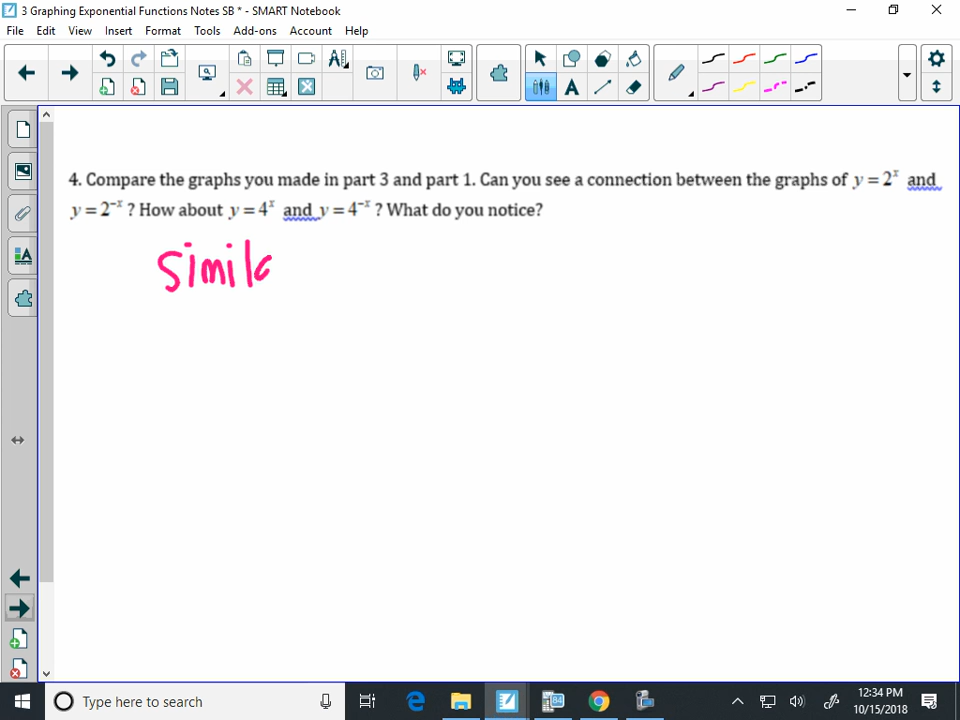 3 Graphing Exponential Functions Notes SB * - SMART Notebook
File Edit View Insert Format Tools Add-ons Account Help
4. Compare the graphs you made in part 3 and part 1. Can you see a connection between the graphs of y = 2^x and
y = 2^-x ? How about y = 4^x and y = 4^-x ? What do you notice?
simila
Type here to search
12:34 PM
10/15/2018